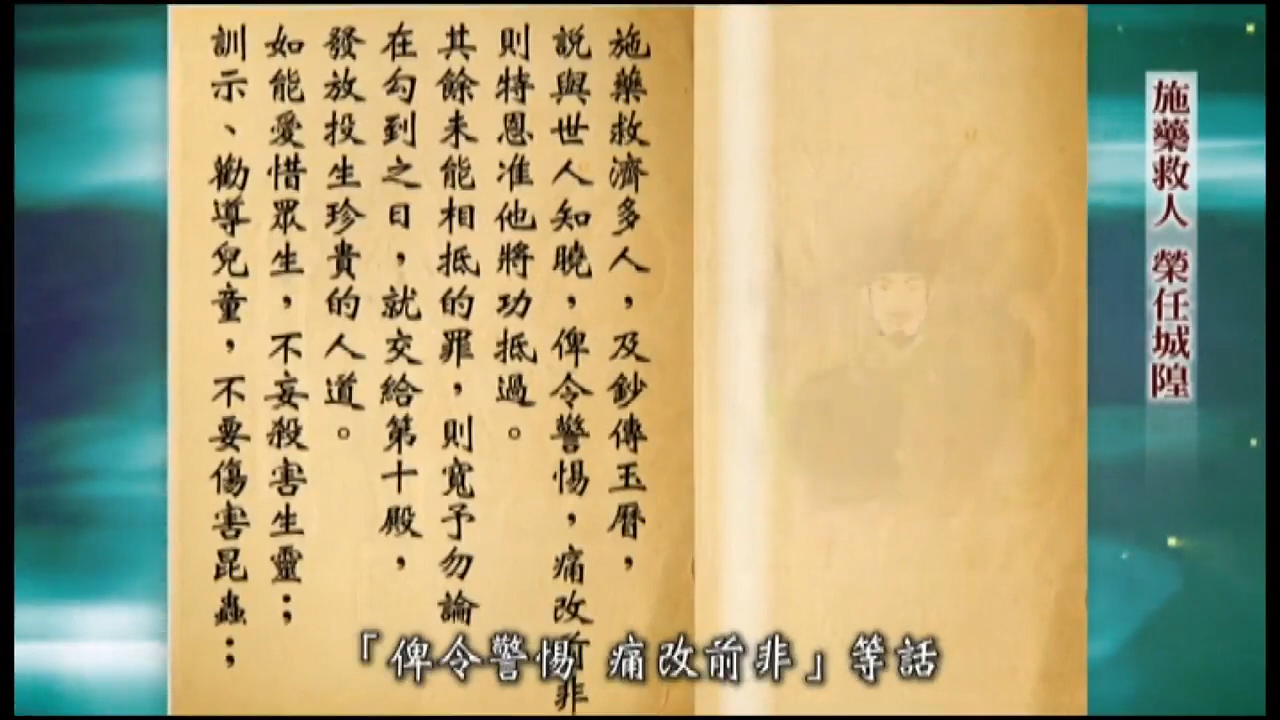 施藥救人 榮任城隍
施藥救濟多人，及鈔傳玉曆，
說與世人知曉，俾令警惕，痛改前非
則特恩准他將功抵過。
其餘未能相抵的罪，則寬予勿論
在勾到之日，就交給第十殿，
發放投生珍貴的人道。
如能愛惜眾生，不妄殺害生靈；
訓示、勸導兒童，不要傷害昆蟲；
「俾令警惕 痛改前非」等話